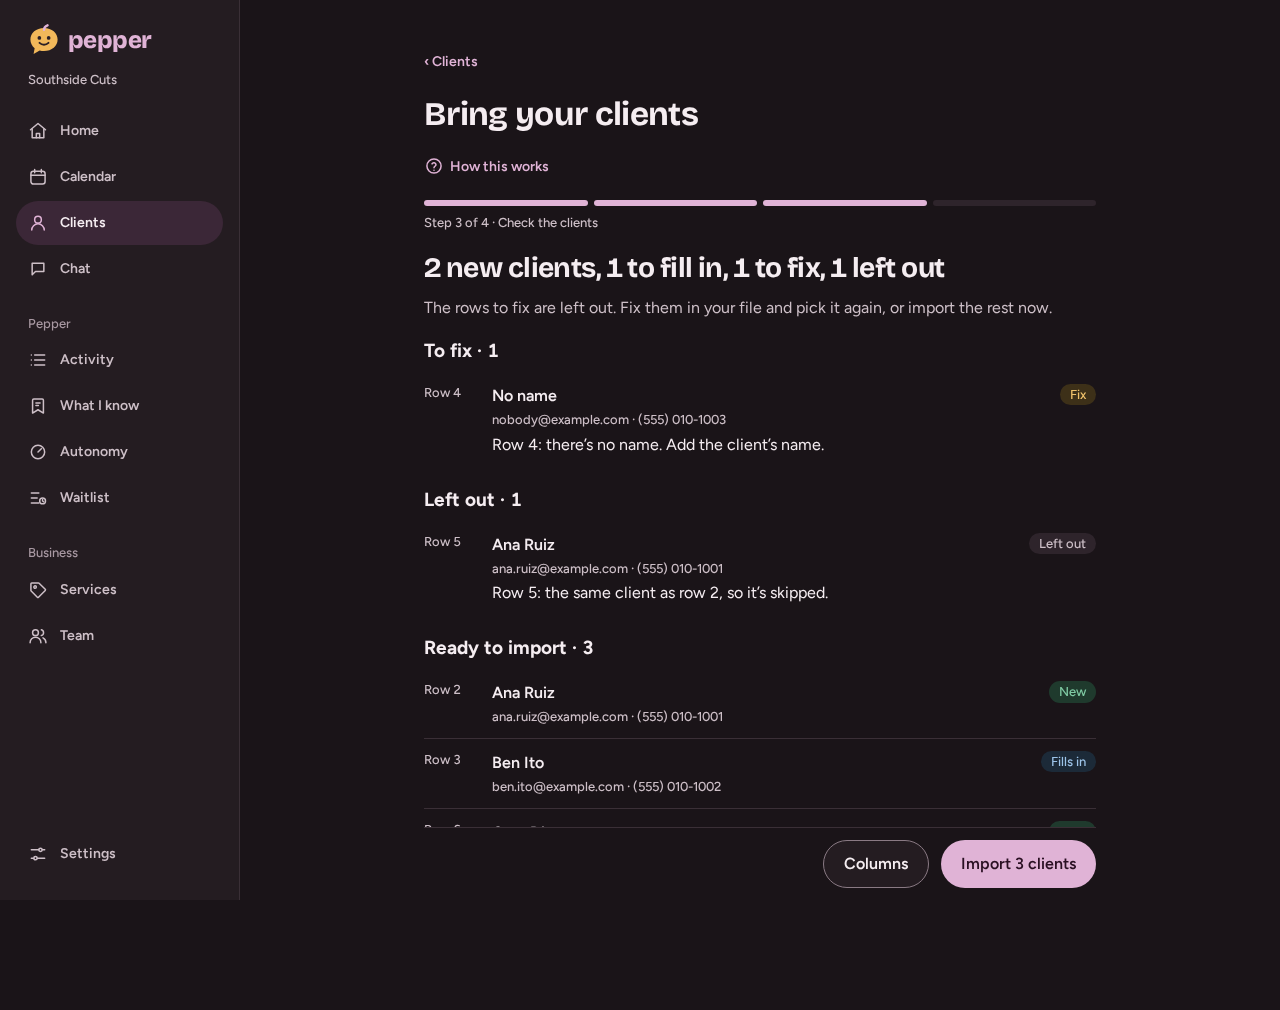 pepper
Southside Cuts
Home
Calendar
Clients
Chat
Pepper
Activity
What I know
Autonomy
Waitlist
Business
Services
Team
Settings
‹ Clients
Bring your clients
How this works
Step 3 of 4 · Check the clients
2 new clients, 1 to fill in, 1 to fix, 1 left out
The rows to fix are left out. Fix them in your file and pick it again, or import the rest now.
To fix · 1
Row 4 No name Fix
nobody@example.com · (555) 010-1003
Row 4: there’s no name. Add the client’s name.
Left out · 1
Row 5 Ana Ruiz Left out
ana.ruiz@example.com · (555) 010-1001
Row 5: the same client as row 2, so it’s skipped.
Ready to import · 3
Row 2 Ana Ruiz New
ana.ruiz@example.com · (555) 010-1001
Row 3 Ben Ito Fills in
ben.ito@example.com · (555) 010-1002
Columns Import 3 clients